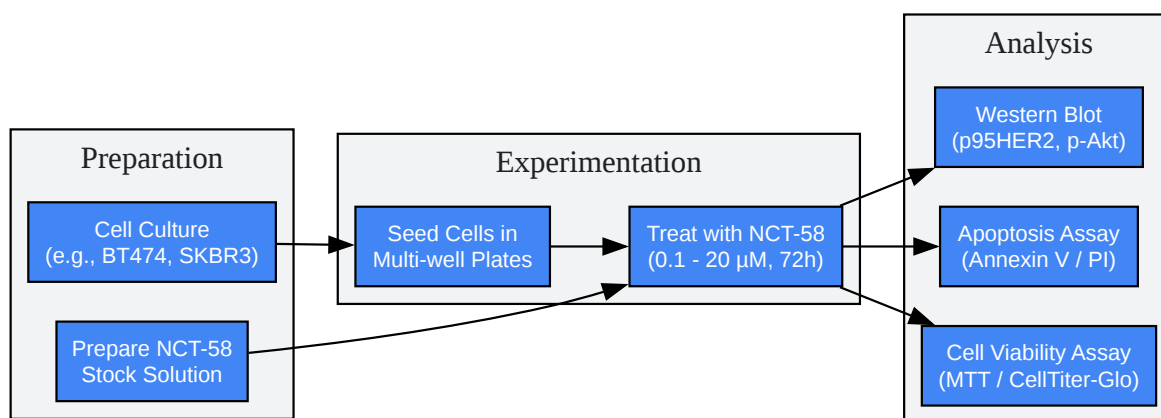 Preparation
Cell Culture
(e.g., BT474, SKBR3)
Prepare NCT-58
Stock Solution
Experimentation
Seed Cells in
Multi-well Plates
Treat with NCT-58
(0.1 - 20 µM, 72h)
Analysis
Western Blot
(p95HER2, p-Akt)
Apoptosis Assay
(Annexin V / PI)
Cell Viability Assay
(MTT / CellTiter-Glo)